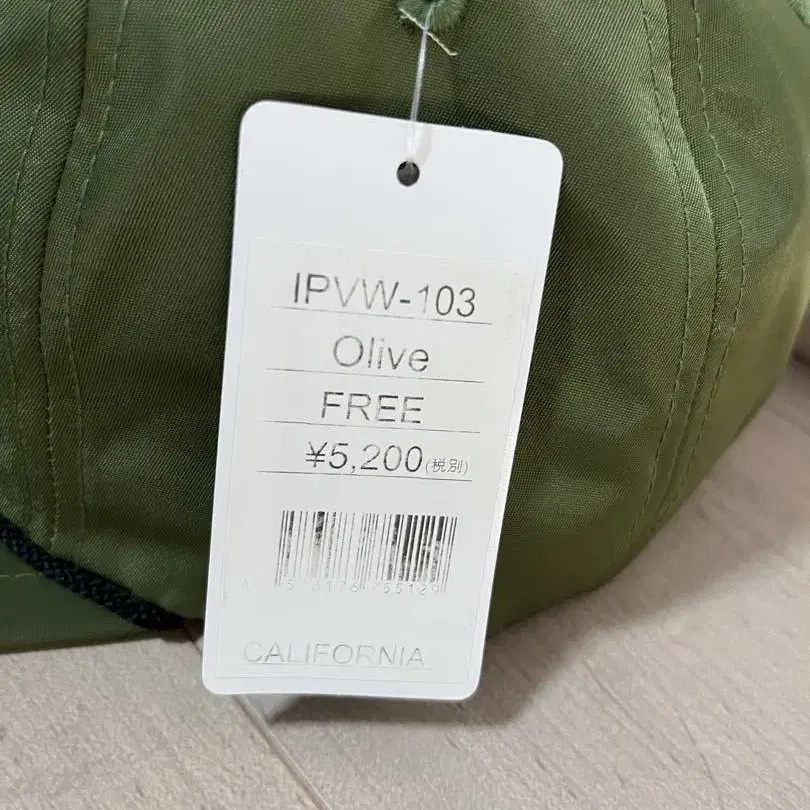 IPVW-103
Olive
FREE
¥5,200(税別)
CALIFORNIA